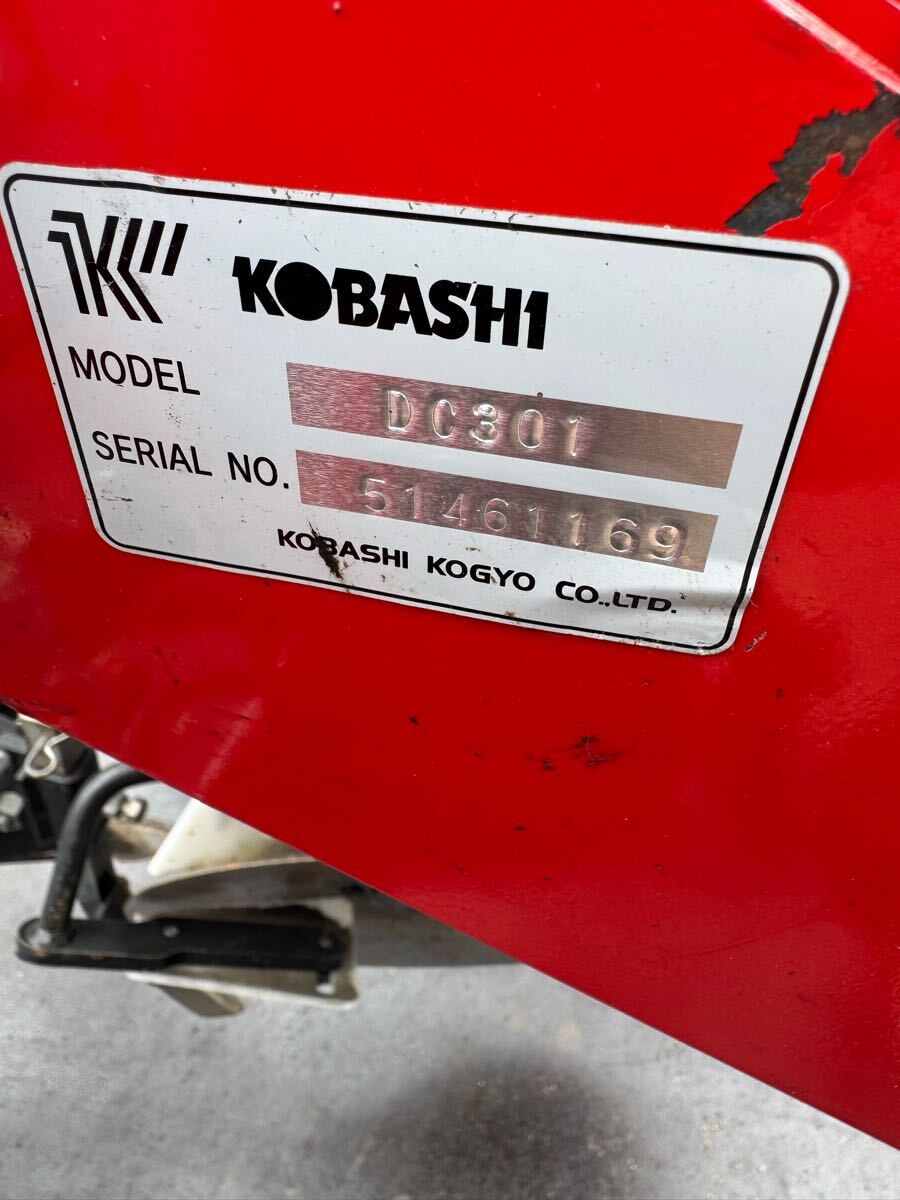 KOBASHI
MODEL DC301
SERIAL NO. 51461169
KOBASHI KOGYO CO.,LTD.